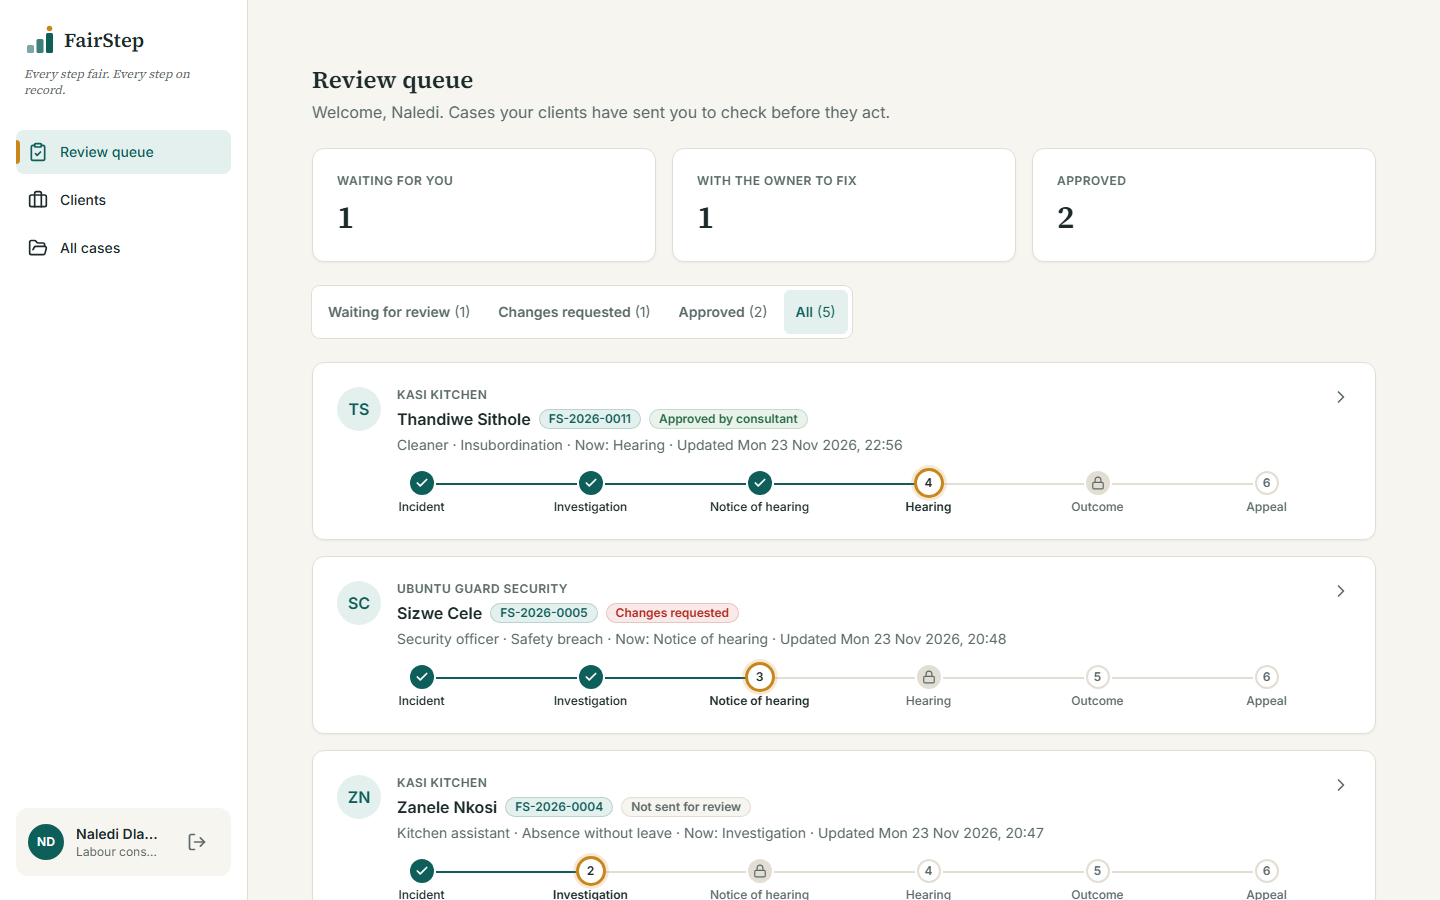 FairStep
Every step fair. Every step on
record.
Review queue
Clients
All cases
ND
Naledi Dla...
Labour cons...
Review queue
Welcome, Naledi. Cases your clients have sent you to check before they act.
WAITING FOR YOU
1
WITH THE OWNER TO FIX
1
APPROVED
2
Waiting for review (1)
Changes requested (1)
Approved (2)
All (5)
TS
KASI KITCHEN
Thandiwe Sithole FS-2026-0011 Approved by consultant
Cleaner · Insubordination · Now: Hearing · Updated Mon 23 Nov 2026, 22:56
4 6
Incident Investigation Notice of hearing Hearing Outcome Appeal
SC
UBUNTU GUARD SECURITY
Sizwe Cele FS-2026-0005 Changes requested
Security officer · Safety breach · Now: Notice of hearing · Updated Mon 23 Nov 2026, 20:48
3 5 6
Incident Investigation Notice of hearing Hearing Outcome Appeal
ZN
KASI KITCHEN
Zanele Nkosi FS-2026-0004 Not sent for review
Kitchen assistant · Absence without leave · Now: Investigation · Updated Mon 23 Nov 2026, 20:47
2 4 5 6
Incident Investigation Notice of hearing Hearing Outcome Appeal